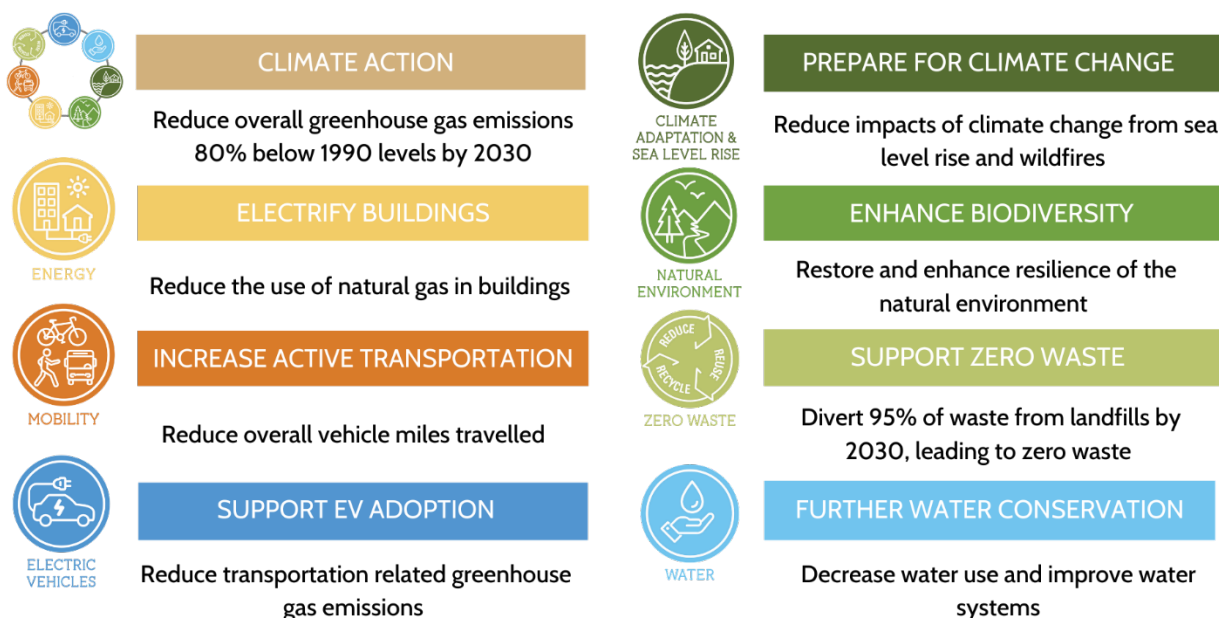 CLIMATE ACTION
Reduce overall greenhouse gas emissions
80% below 1990 levels by 2030
ENERGY
ELECTRIFY BUILDINGS
Reduce the use of natural gas in buildings
MOBILITY
INCREASE ACTIVE TRANSPORTATION
Reduce overall vehicle miles travelled
ELECTRIC
VEHICLES
SUPPORT EV ADOPTION
Reduce transportation related greenhouse
gas emissions
CLIMATE
ADAPTATION &
SEA LEVEL RISE
PREPARE FOR CLIMATE CHANGE
Reduce impacts of climate change from sea
level rise and wildfires
NATURAL
ENVIRONMENT
ENHANCE BIODIVERSITY
Restore and enhance resilience of the
natural environment
REDUCE
REUSE
RECYCLE
ZERO WASTE
SUPPORT ZERO WASTE
Divert 95% of waste from landfills by
2030, leading to zero waste
WATER
FURTHER WATER CONSERVATION
Decrease water use and improve water
systems